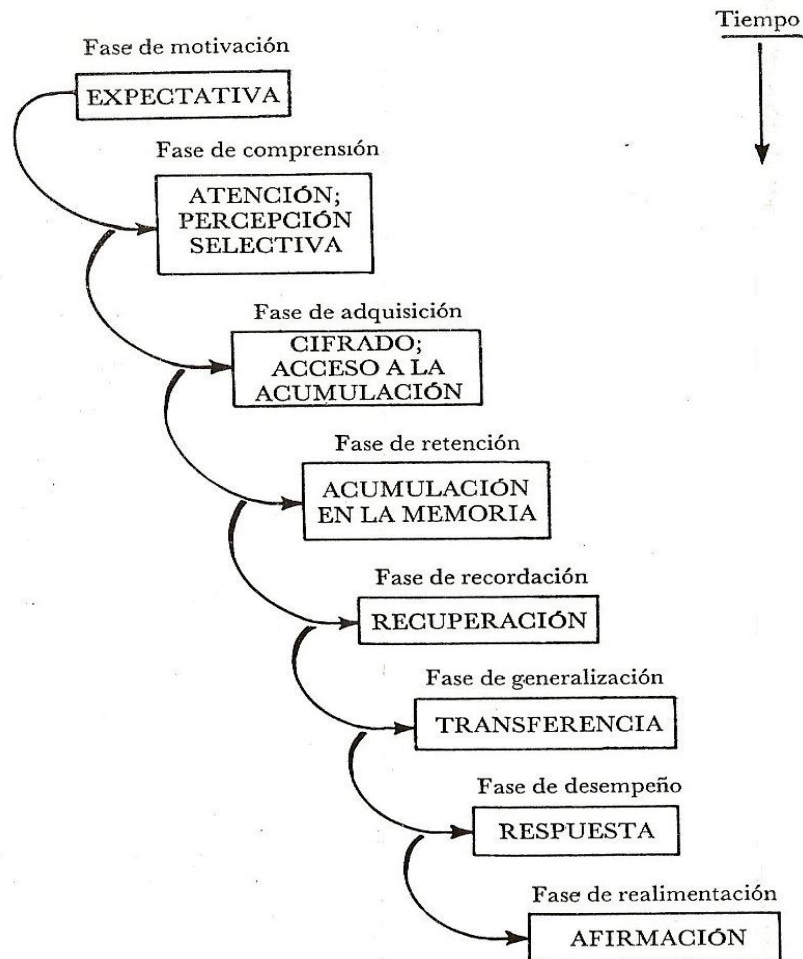 Tiempo
Fase de motivación
EXPECTATIVA
Fase de comprensión
ATENCIÓN;
PERCEPCIÓN
SELECTIVA
Fase de adquisición
CIFRADO;
ACCESO A LA
ACUMULACIÓN
Fase de retención
ACUMULACIÓN
EN LA MEMORIA
Fase de recordación
RECUPERACIÓN
Fase de generalización
TRANSFERENCIA
Fase de desempeño
RESPUESTA
Fase de realimentación
AFIRMACIÓN